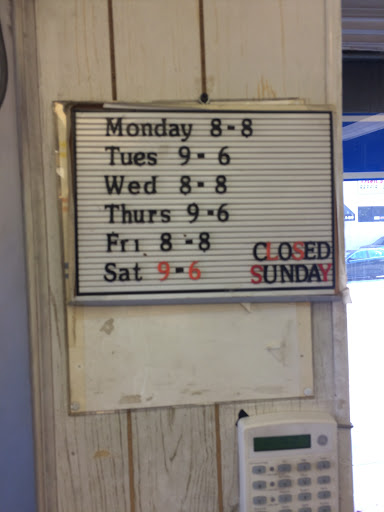 Monday 8-8
Tues 9-6
Wed 8-8
Thurs 9-6
Fri 8-8
Sat 9-6
CLOSED
SUNDAY